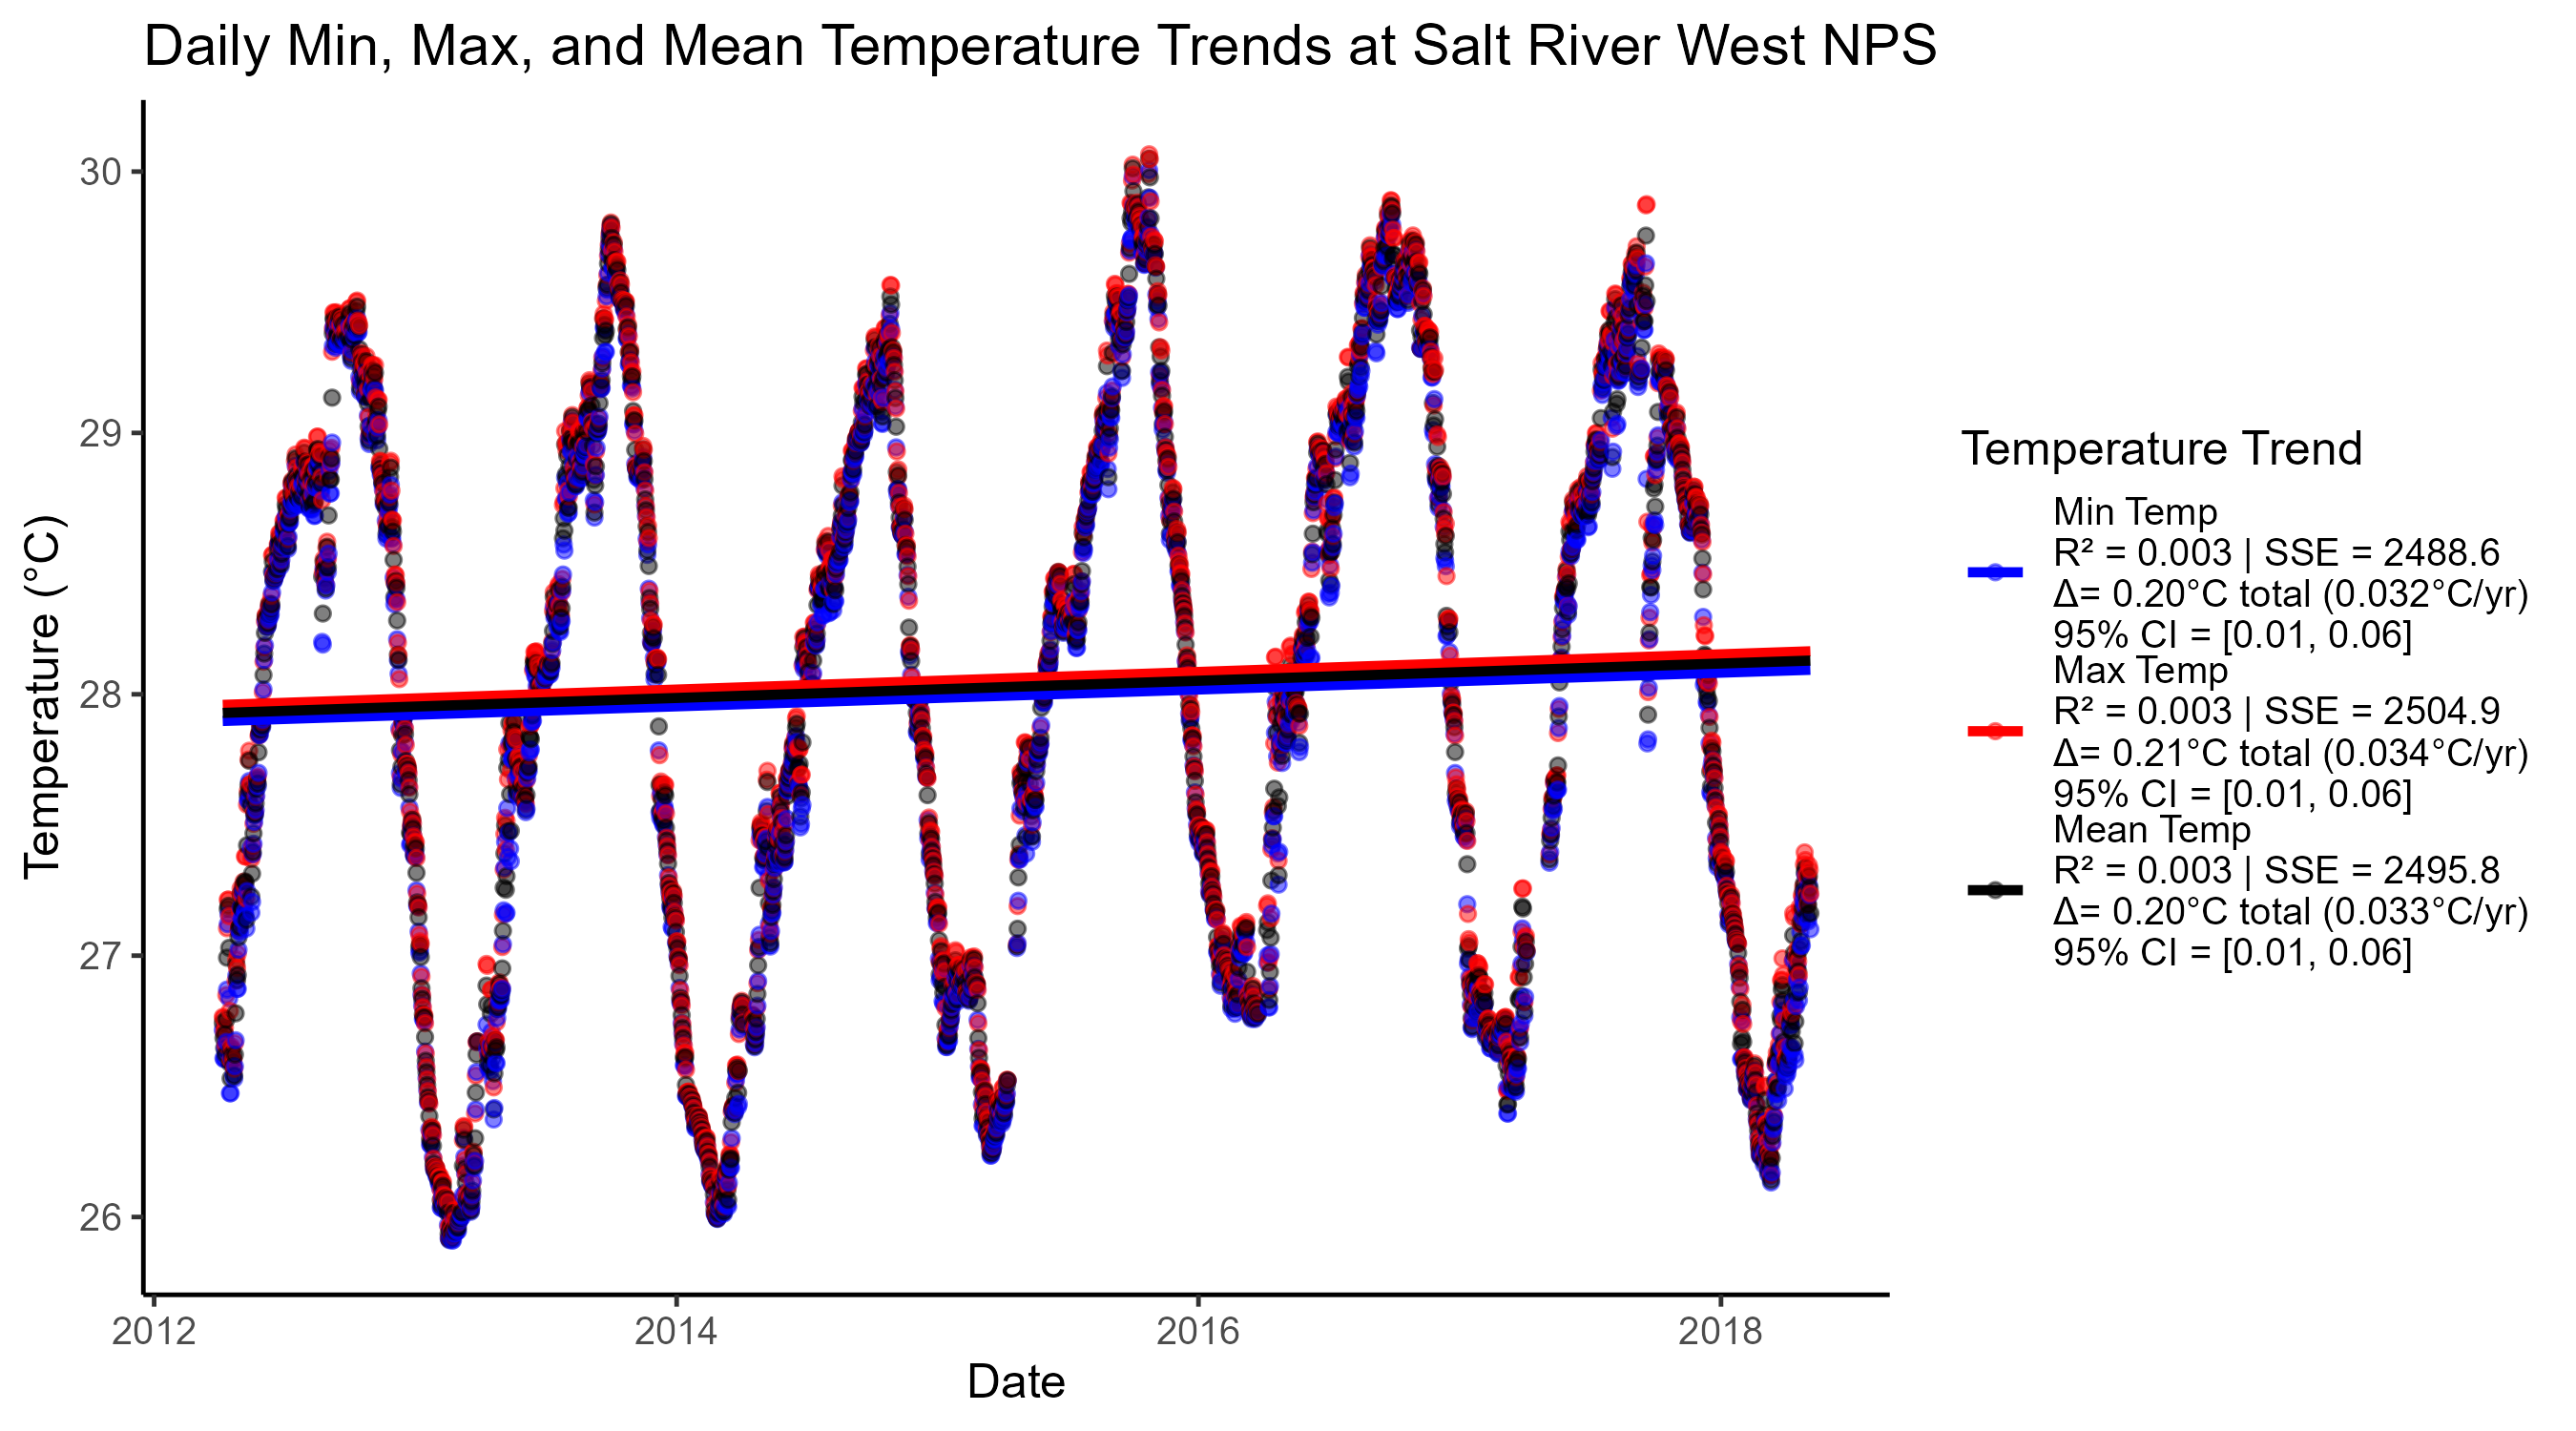 Daily Min, Max, and Mean Temperature Trends at Salt River West NPS
Temperature (°C)
30
29
28
27
26
2012
2014
2016
2018
Date
Temperature Trend
Min Temp
R² = 0.003 | SSE = 2488.6
Δ= 0.20°C total (0.032°C/yr)
95% CI = [0.01, 0.06]
Max Temp
R² = 0.003 | SSE = 2504.9
Δ= 0.21°C total (0.034°C/yr)
95% CI = [0.01, 0.06]
Mean Temp
R² = 0.003 | SSE = 2495.8
Δ= 0.20°C total (0.033°C/yr)
95% CI = [0.01, 0.06]